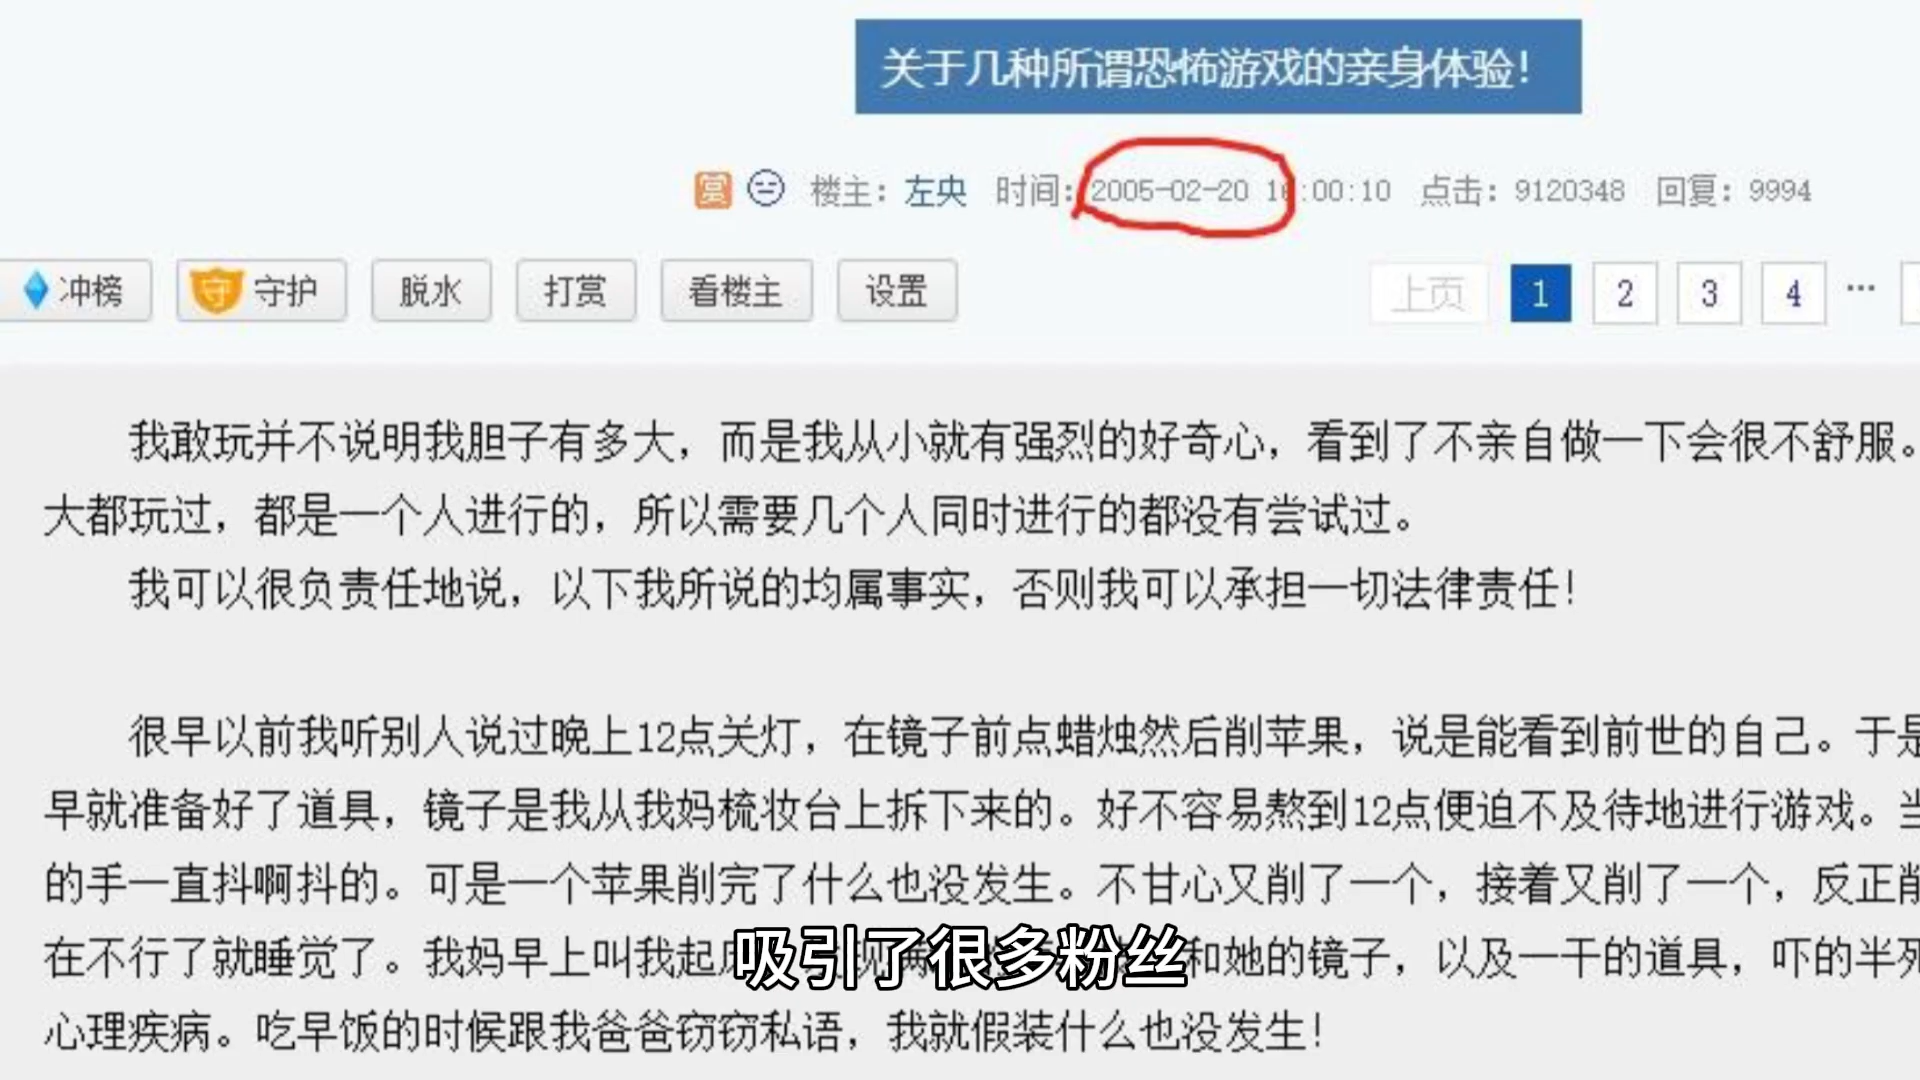 关于几种所谓恐怖游戏的亲身体验！
赏 楼主：左央 时间：2005-02-20 1:00:10 点击：9120348 回复：9994
冲榜 守 守护 脱水 打赏 看楼主 设置 上页 1 2 3 4 …
我敢玩并不说明我胆子有多大，而是我从小就有强烈的好奇心，看到了不亲自做一下会很不舒服。
大都玩过，都是一个人进行的，所以需要几个人同时进行的都没有尝试过。
我可以很负责任地说，以下我所说的均属事实，否则我可以承担一切法律责任！
很早以前我听别人说过晚上12点关灯，在镜子前点蜡烛然后削苹果，说是能看到前世的自己。于是
早就准备好了道具，镜子是我从我妈梳妆台上拆下来的。好不容易熬到12点便迫不及待地进行游戏。当
的手一直抖啊抖的。可是一个苹果削完了什么也没发生。不甘心又削了一个，接着又削了一个，反正削
在不行了就睡觉了。我妈早上叫我起 和她的镜子，以及一干的道具，吓的半死
吸引了很多粉丝
心理疾病。吃早饭的时候跟我爸爸窃窃私语，我就假装什么也没发生！